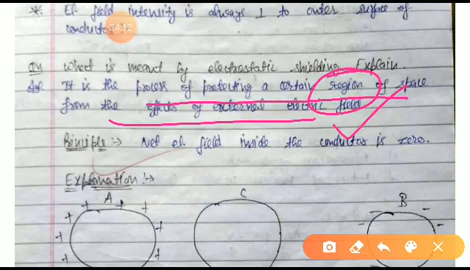 * El. field intensity is always ⊥ to outer surface of
conductor
Qn What is meant by electrostatic shielding. Explain
Ans It is the process of protecting a certain region of space
from the effects of external electric field
Priniple :-> Net el. field inside the conductor is zero.
Explanation :->
A C B